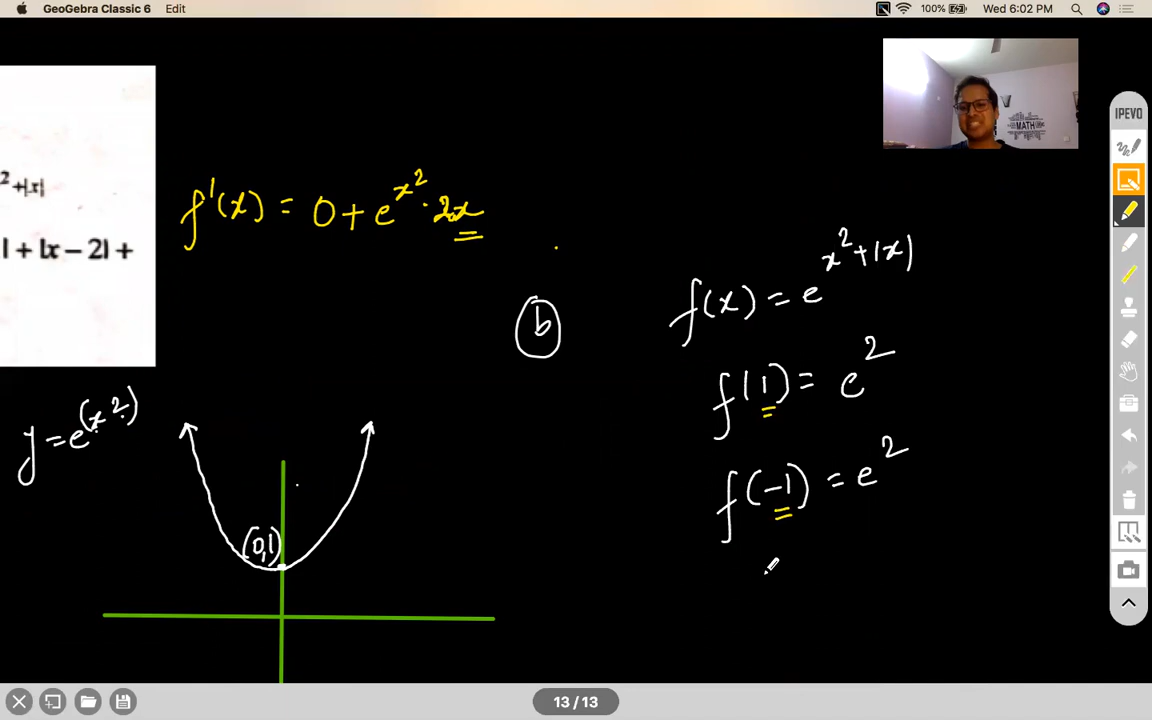 GeoGebra Classic 6 Edit 100% Wed 6:02 PM
IPEVO
MATH
²+|x|
| + |x − 2| +
f'(x) = 0 + e^{x²}·2x
b
f(x) = e^{x²+|x|}
f(1) = e²
f(-1) = e²
y = e^{(x²)}
(0,1)
13 / 13